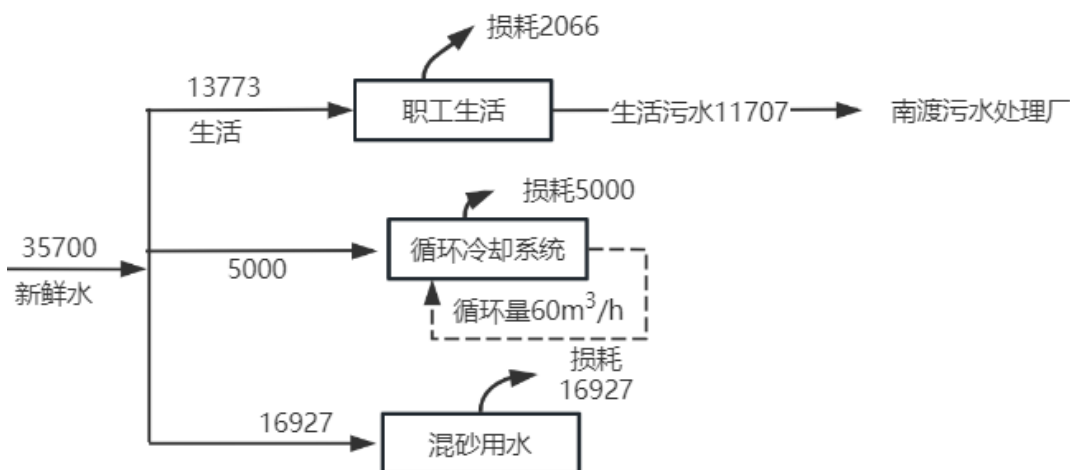 损耗2066
13773
生活
职工生活
生活污水11707
南渡污水处理厂
损耗5000
35700
新鲜水
5000
循环冷却系统
循环量60m³/h
损耗
16927
16927
混砂用水